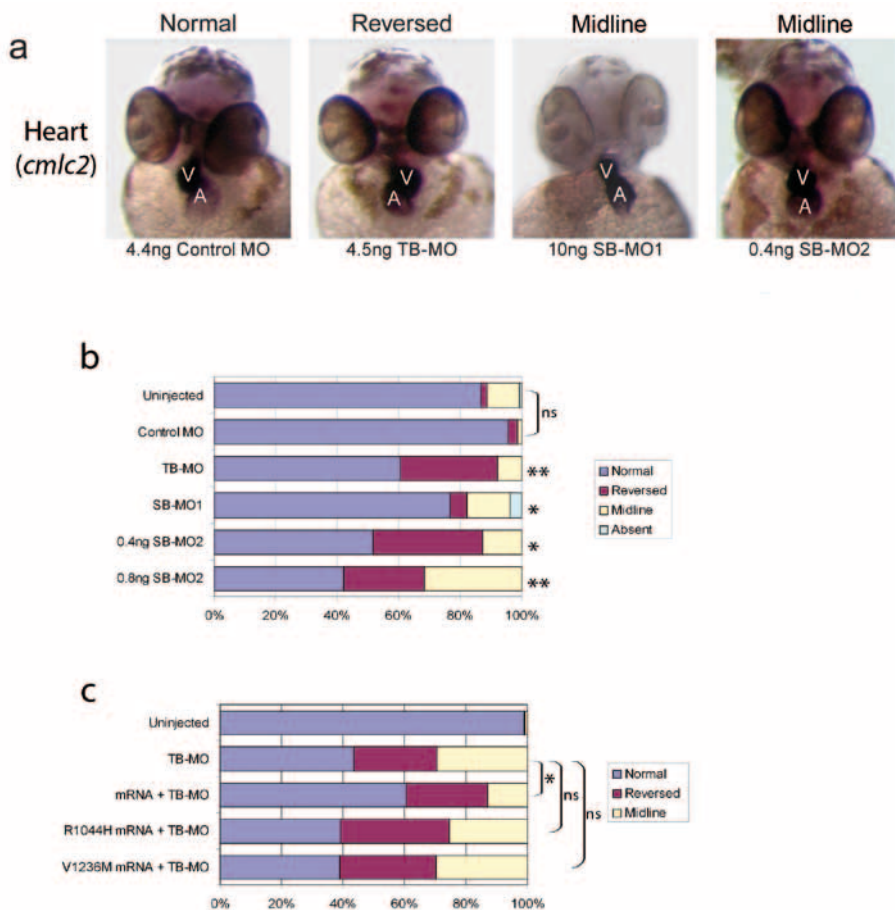 Normal Reversed Midline Midline
a
Heart
(cmlc2)
V V V V
A A A A
4.4ng Control MO 4.5ng TB-MO 10ng SB-MO1 0.4ng SB-MO2
b
Uninjected
ns
Control MO
TB-MO **
SB-MO1 *
0.4ng SB-MO2 *
0.8ng SB-MO2 **
Normal
Reversed
Midline
Absent
0% 20% 40% 60% 80% 100%
c
Uninjected
TB-MO
mRNA + TB-MO
R1044H mRNA + TB-MO
V1236M mRNA + TB-MO
* ns ns
Normal
Reversed
Midline
0% 20% 40% 60% 80% 100%